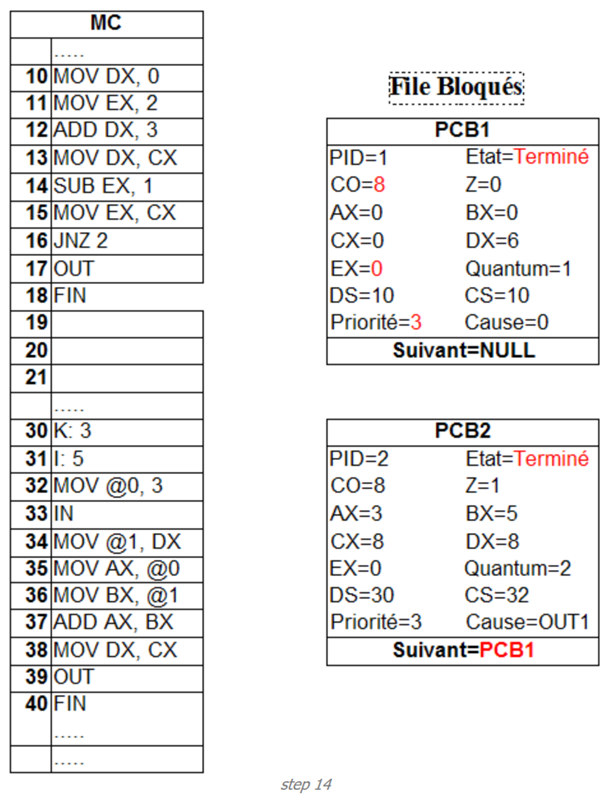 MC
.....
10 MOV DX, 0
11 MOV EX, 2
12 ADD DX, 3
13 MOV DX, CX
14 SUB EX, 1
15 MOV EX, CX
16 JNZ 2
17 OUT
18 FIN
19
20
21
.....
30 K: 3
31 I: 5
32 MOV @0, 3
33 IN
34 MOV @1, DX
35 MOV AX, @0
36 MOV BX, @1
37 ADD AX, BX
38 MOV DX, CX
39 OUT
40 FIN
.....
.....
File Bloqués
PCB1
PID=1 Etat=Terminé
CO=8 Z=0
AX=0 BX=0
CX=0 DX=6
EX=0 Quantum=1
DS=10 CS=10
Priorité=3 Cause=0
Suivant=NULL
PCB2
PID=2 Etat=Terminé
CO=8 Z=1
AX=3 BX=5
CX=8 DX=8
EX=0 Quantum=2
DS=30 CS=32
Priorité=3 Cause=OUT1
Suivant=PCB1
step 14